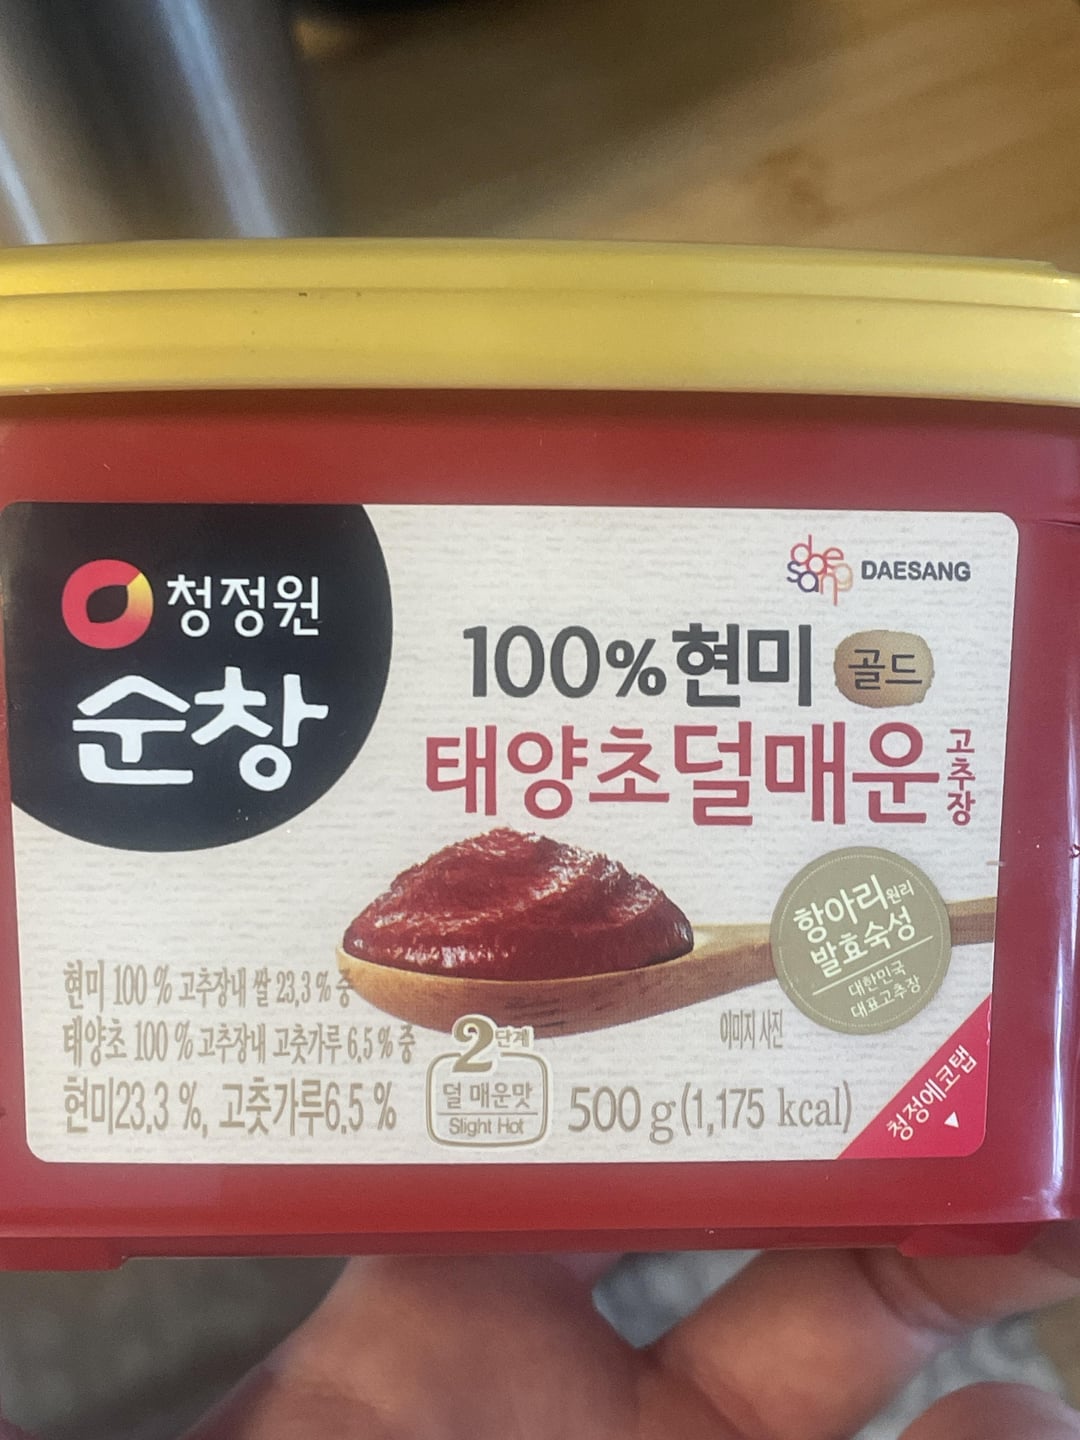 청정원
순창
daesang
DAESANG
100%현미 골드
태양초덜매운 고추장
항아리원리
발효숙성
대한민국
대표고추장
현미 100 % 고추장내 쌀 23.3 % 중
태양초 100 % 고추장내 고춧가루 6.5 % 중
현미23.3 %, 고춧가루6.5 %
2단계
덜 매운맛
Slight Hot
500 g(1,175 kcal)
이미지 사진
청정에코탭